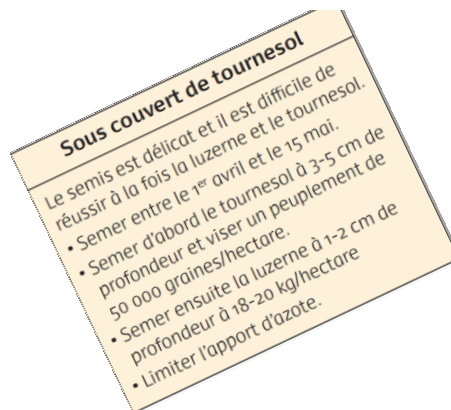 Sous couvert de tournesol
Le semis est délicat et il est difficile de
réussir à la fois la luzerne et le tournesol.
• Semer entre le 1er avril et le 15 mai.
• Semer d'abord le tournesol à 3-5 cm de
profondeur et viser un peuplement de
50 000 graines/hectare.
• Semer ensuite la luzerne à 1-2 cm de
profondeur à 18-20 kg/hectare
• Limiter l'apport d'azote.